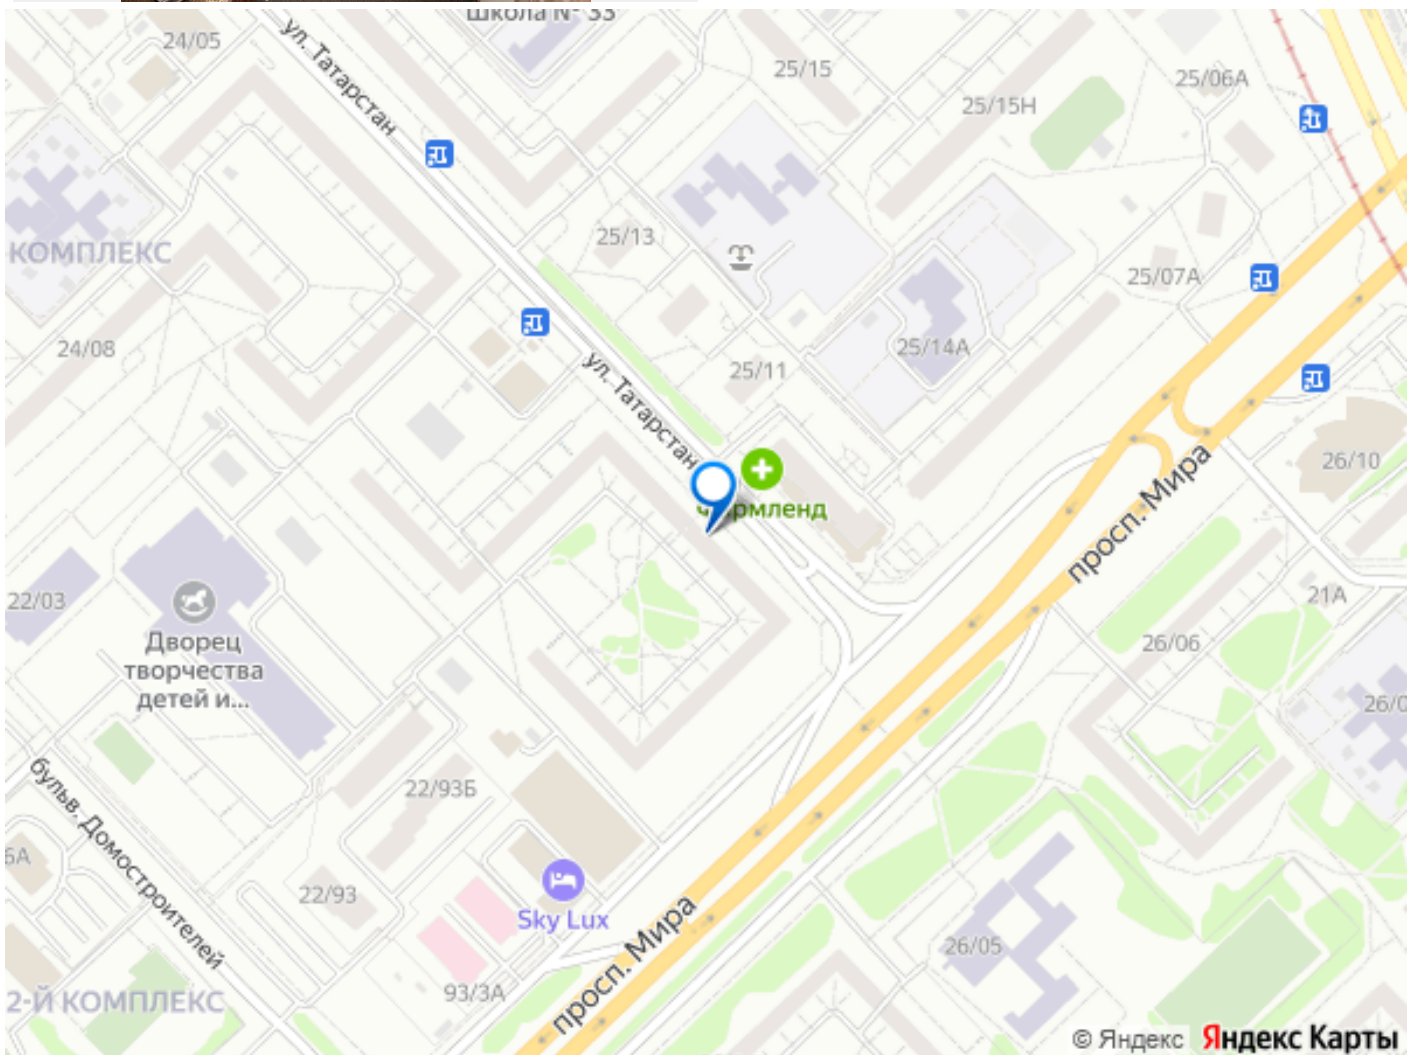 Школа № 33
24/05
ул. Татарстан
25/15
25/15Н
25/06А
КОМПЛЕКС
25/13
25/07А
24/08
25/11
25/14А
ул. Татарстан
26/10
Фармленд
просп. Мира
22/03
21А
Дворец
творчества
детей и...
26/06
26/0
бульв. Домостроителей
22/93Б
6А
22/93
Sky Lux
просп. Мира
26/05
2-Й КОМПЛЕКС
93/3А
© Яндекс Яндекс Карты